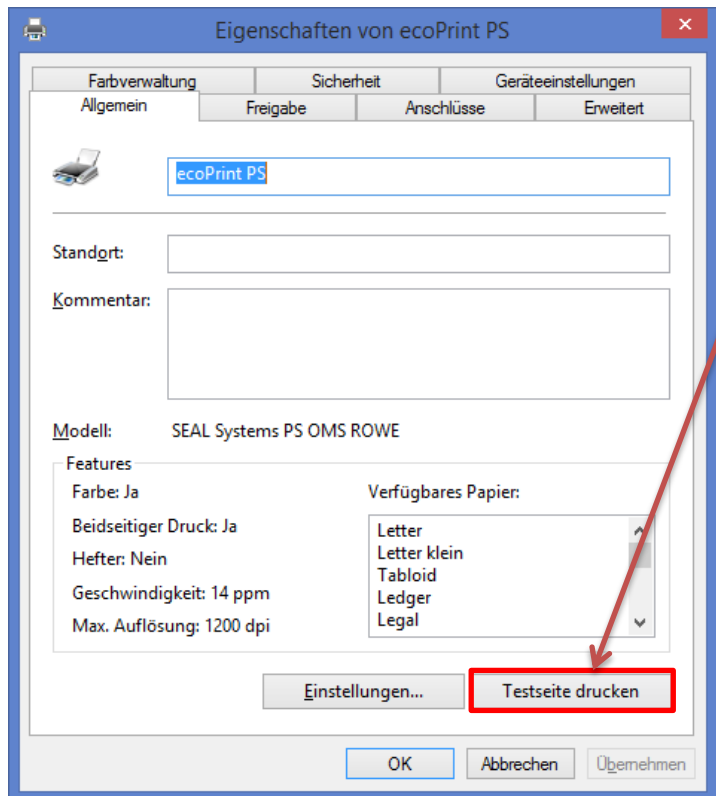 Eigenschaften von ecoPrint PS
Farbverwaltung Sicherheit Geräteeinstellungen
Allgemein Freigabe Anschlüsse Erweitert
ecoPrint PS
Standort:
Kommentar:
Modell: SEAL Systems PS OMS ROWE
Features
Farbe: Ja
Beidseitiger Druck: Ja
Hefter: Nein
Geschwindigkeit: 14 ppm
Max. Auflösung: 1200 dpi
Verfügbares Papier:
Letter
Letter klein
Tabloid
Ledger
Legal
Einstellungen... Testseite drucken
OK Abbrechen Übernehmen